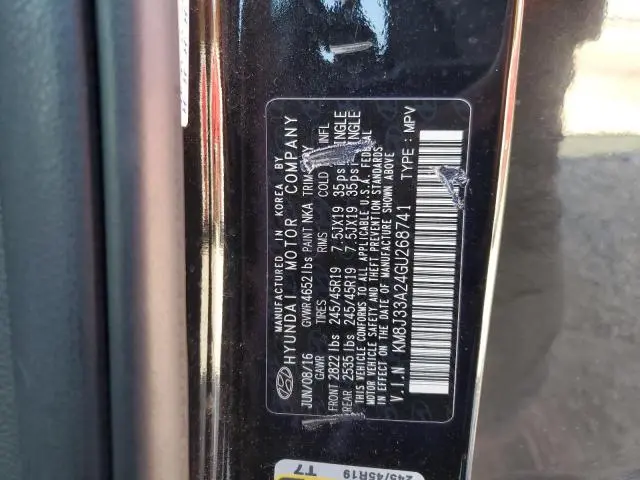 MANUFACTURED IN KOREA BY
HYUNDAI MOTOR COMPANY
JUN/08/16 GVWR 4652 lbs PAINT NKA TRIM
GAWR TIRES RIMS COLD INFL
FRONT 2822 lbs 245/45R19 7.5JX19 35psi
REAR 2535 lbs 245/45R19 7.5JX19 35psi
THIS VEHICLE CONFORMS TO ALL APPLICABLE U.S.A. FEDERAL
MOTOR VEHICLE SAFETY AND THEFT PREVENTION STANDARDS
IN EFFECT ON THE DATE OF MANUFACTURE SHOWN ABOVE
V.I.N KM8J33A24GU268741 TYPE : MPV
245/45R19
T7